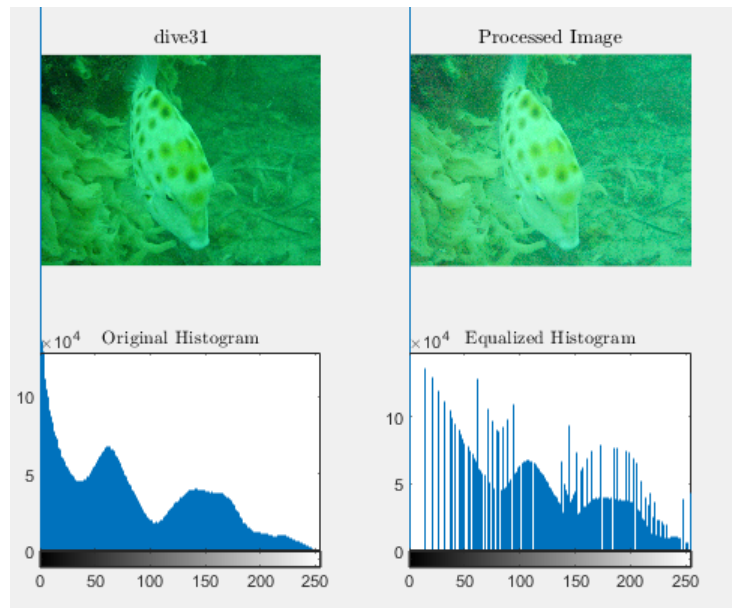 dive31
Processed Image
×10⁴ Original Histogram
10
5
0
0 50 100 150 200 250
×10⁴ Equalized Histogram
10
5
0
0 50 100 150 200 250